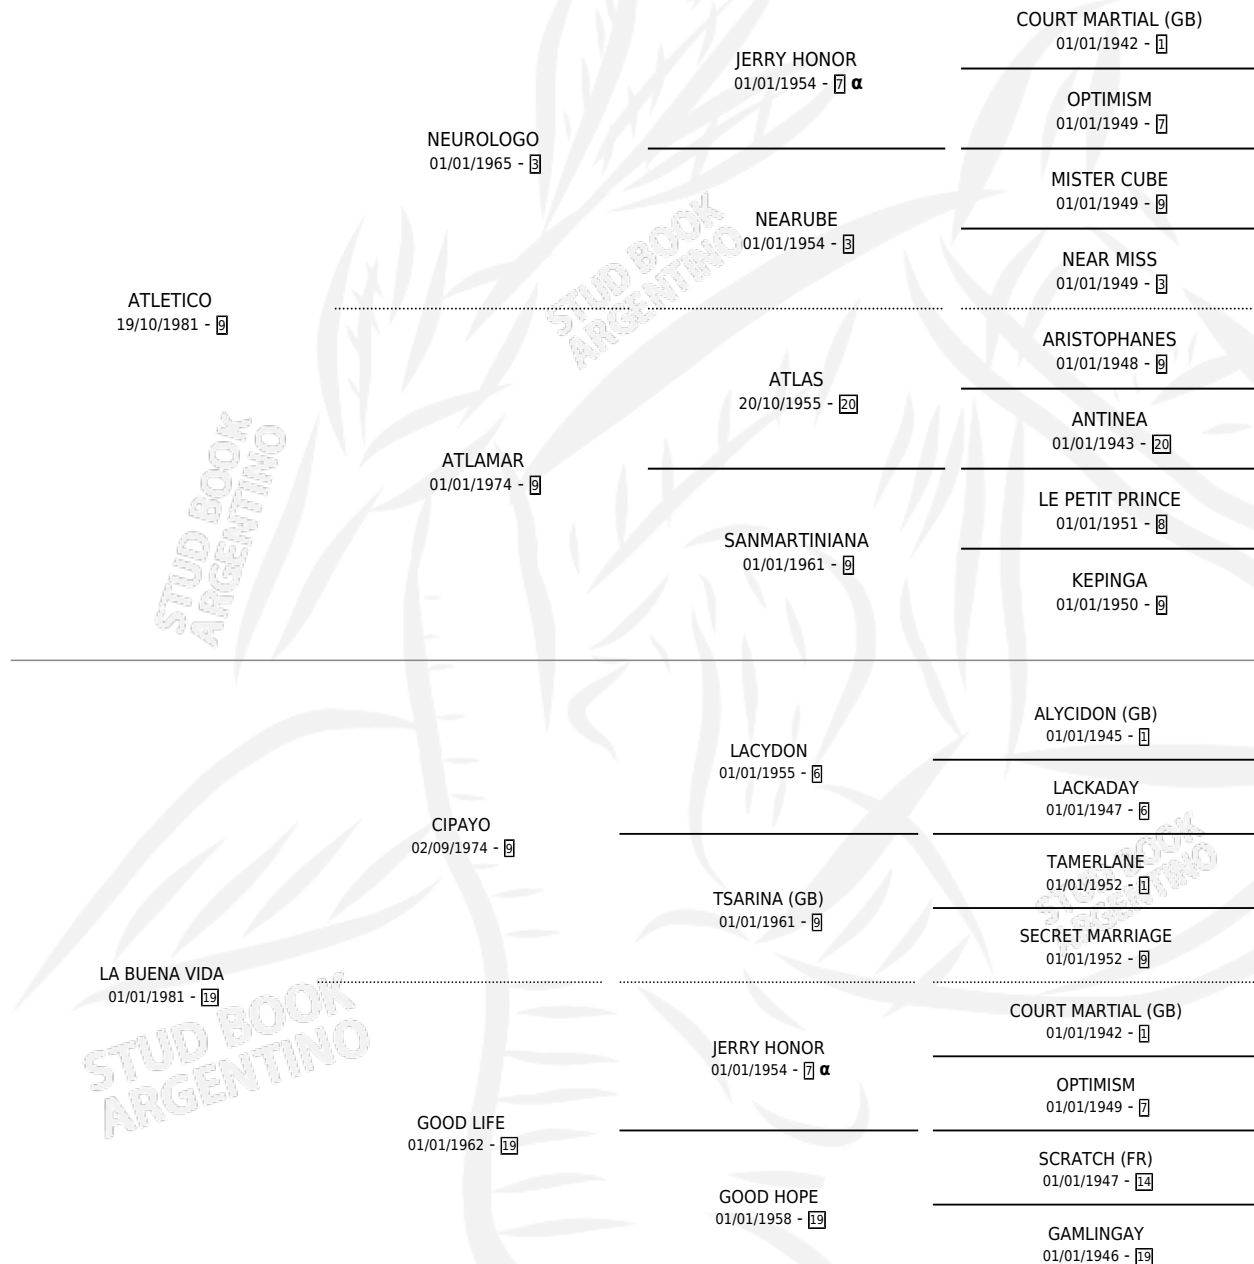 COURT MARTIAL (GB)
01/01/1942 - 1
JERRY HONOR
01/01/1954 - 7 α
OPTIMISM
01/01/1949 - 7
NEUROLOGO
01/01/1965 - 3
MISTER CUBE
01/01/1949 - 9
NEARUBE
01/01/1954 - 3
NEAR MISS
01/01/1949 - 3
ATLETICO
19/10/1981 - 9
ARISTOPHANES
01/01/1948 - 9
ATLAS
20/10/1955 - 20
ANTINEA
01/01/1943 - 20
ATLAMAR
01/01/1974 - 9
LE PETIT PRINCE
01/01/1951 - 8
SANMARTINIANA
01/01/1961 - 9
KEPINGA
01/01/1950 - 9
ALYCIDON (GB)
01/01/1945 - 1
LACYDON
01/01/1955 - 6
LACKADAY
01/01/1947 - 6
CIPAYO
02/09/1974 - 9
TAMERLANE
01/01/1952 - 1
TSARINA (GB)
01/01/1961 - 9
SECRET MARRIAGE
01/01/1952 - 9
LA BUENA VIDA
01/01/1981 - 19
COURT MARTIAL (GB)
01/01/1942 - 1
JERRY HONOR
01/01/1954 - 7 α
OPTIMISM
01/01/1949 - 7
GOOD LIFE
01/01/1962 - 19
SCRATCH (FR)
01/01/1947 - 14
GOOD HOPE
01/01/1958 - 19
GAMLINGAY
01/01/1946 - 19
STUD BOOK
ARGENTINO
STUD BOOK
ARGENTINO
STUD BOOK
ARGENTINO
STUD BOOK
ARGENTINO